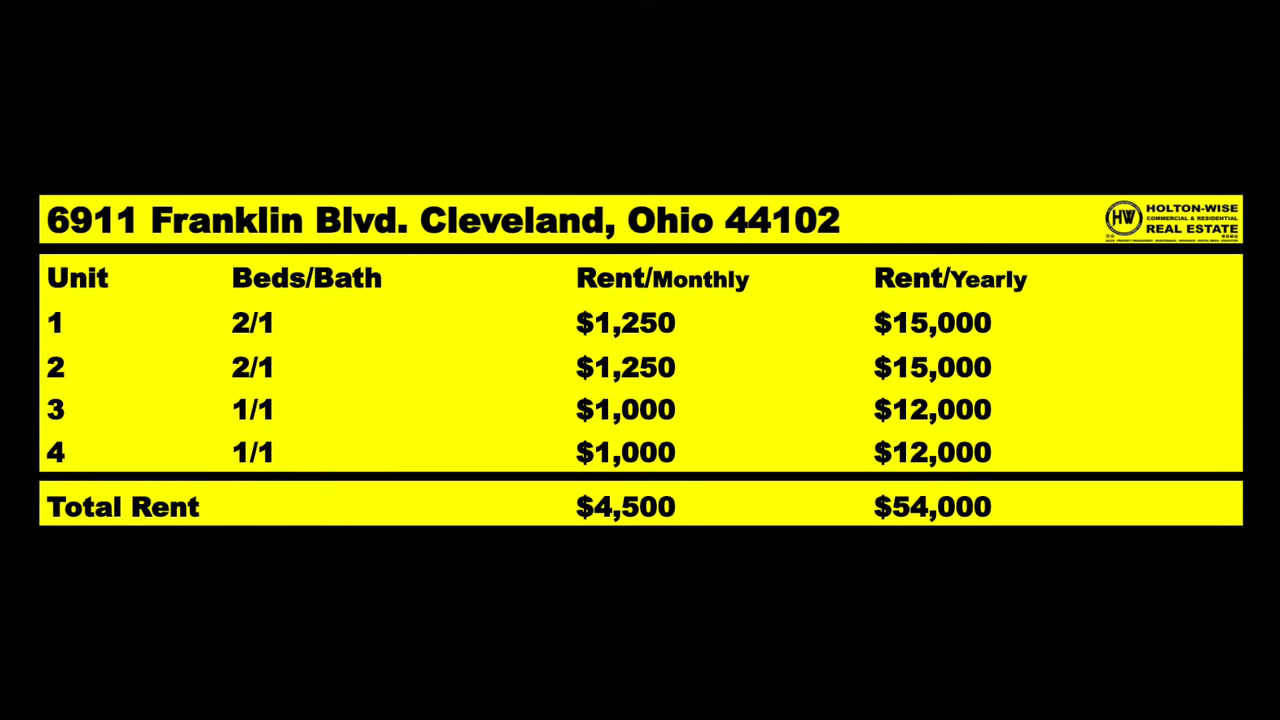 6911 Franklin Blvd. Cleveland, Ohio 44102
HOLTON-WISE
COMMERCIAL & RESIDENTIAL
REAL ESTATE
HW
Unit Beds/Bath Rent/Monthly Rent/Yearly
1 2/1 $1,250 $15,000
2 2/1 $1,250 $15,000
3 1/1 $1,000 $12,000
4 1/1 $1,000 $12,000
Total Rent $4,500 $54,000